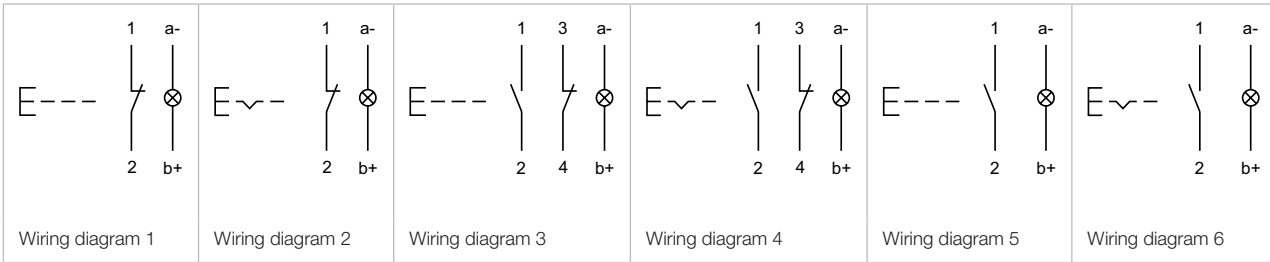 1 a-
2 b+
Wiring diagram 1
1 a-
2 b+
Wiring diagram 2
1 3 a-
2 4 b+
Wiring diagram 3
1 3 a-
2 4 b+
Wiring diagram 4
1 a-
2 b+
Wiring diagram 5
1 a-
2 b+
Wiring diagram 6